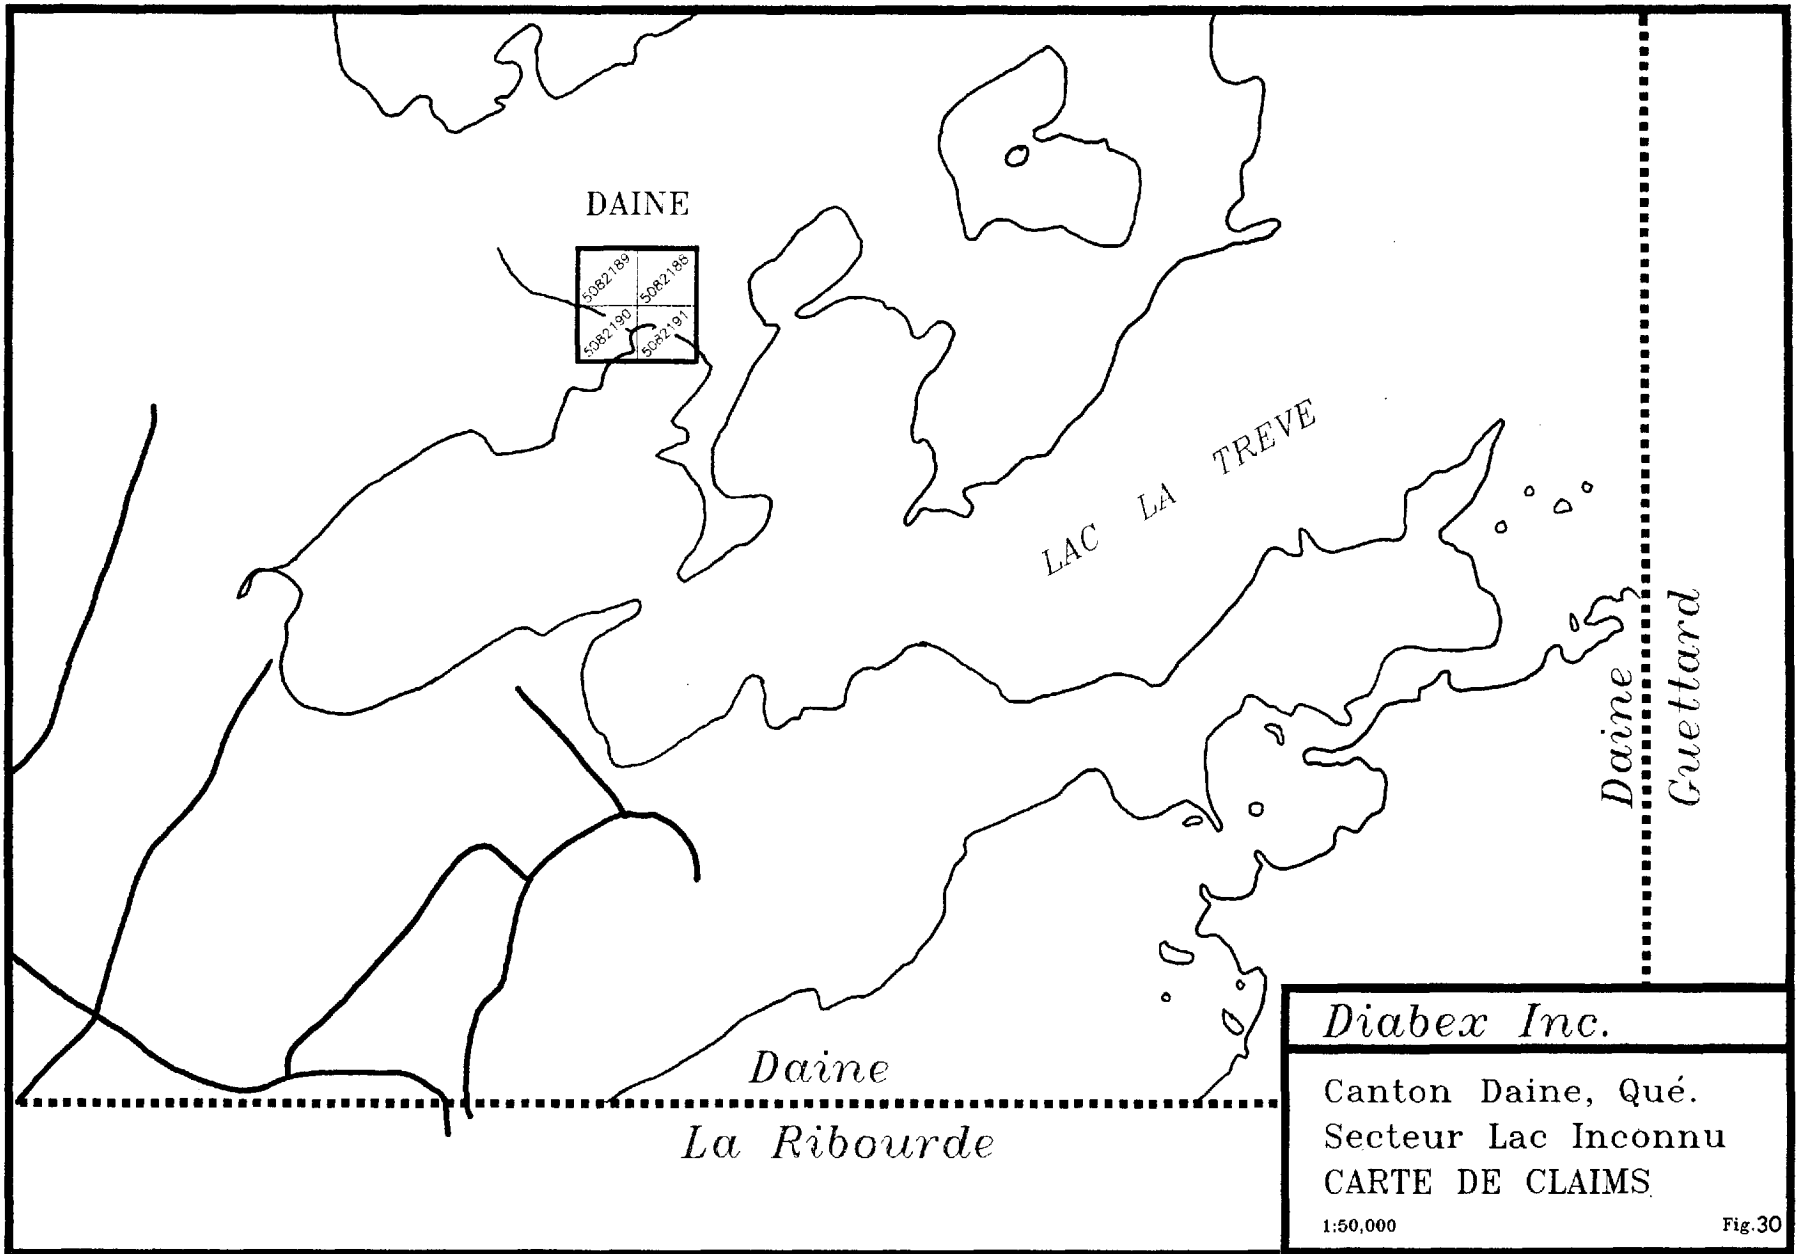 DAINE
5082189
5082188
5082190
5082191
LAC LA TREVE
Daine
Guettard
Daine
La Ribourde
Diabex Inc.
Canton Daine, Qué.
Secteur Lac Inconnu
CARTE DE CLAIMS
1:50,000
Fig.30